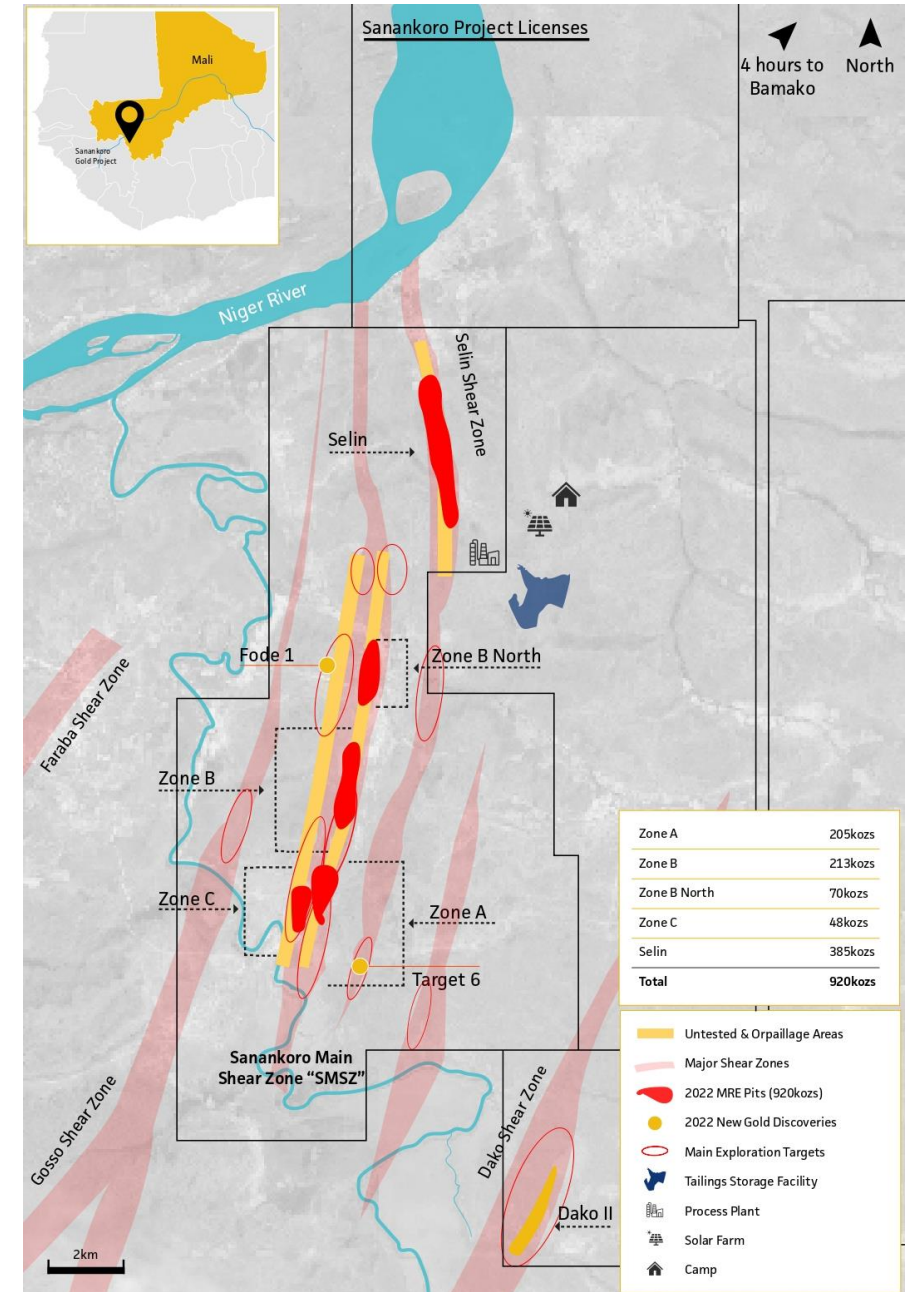 Sanankoro Project Licenses
4 hours to
Bamako
North
Mali
Sanankoro
Gold Project
Niger River
Selin Shear Zone
Selin
Fode 1
Zone B North
Faraba Shear Zone
Zone B
Zone C
Zone A
Target 6
Sanankoro Main
Shear Zone “SMSZ”
Gosso Shear Zone
Dako Shear Zone
Dako II
2km
Zone A 205kozs
Zone B 213kozs
Zone B North 70kozs
Zone C 48kozs
Selin 385kozs
Total 920kozs
Untested & Orpaillage Areas
Major Shear Zones
2022 MRE Pits (920kozs)
2022 New Gold Discoveries
Main Exploration Targets
Tailings Storage Facility
Process Plant
Solar Farm
Camp